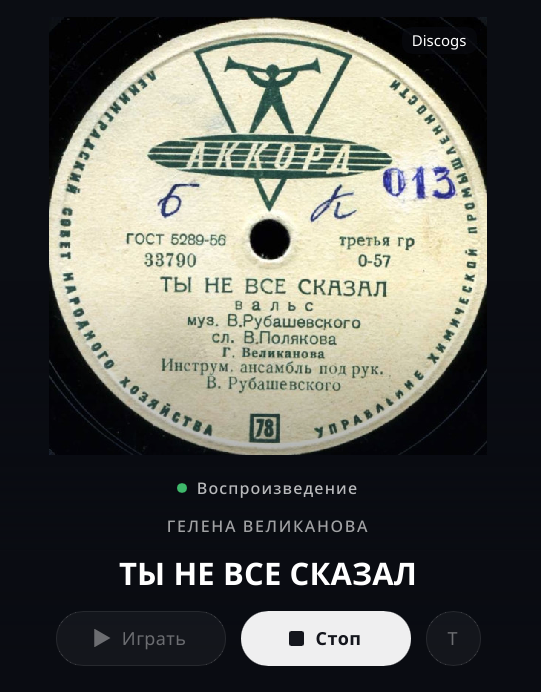 Discogs
ЛЕНИНГРАДСКИЙ СОВЕТ НАРОДНОГО ХОЗЯЙСТВА
УПРАВЛЕНИЕ ХИМИЧЕСКОЙ ПРОМЫШЛЕННОСТИ
АККОРД
013
Б К
ГОСТ 5289-56 третья гр
33790 0-57
ТЫ НЕ ВСЕ СКАЗАЛ
вальс
муз. В.Рубашевского
сл. В.Полякова
Г. Великанова
Инструм. ансамбль под рук.
В. Рубашевского
78
Воспроизведение
ГЕЛЕНА ВЕЛИКАНОВА
ТЫ НЕ ВСЕ СКАЗАЛ
Играть Стоп Т